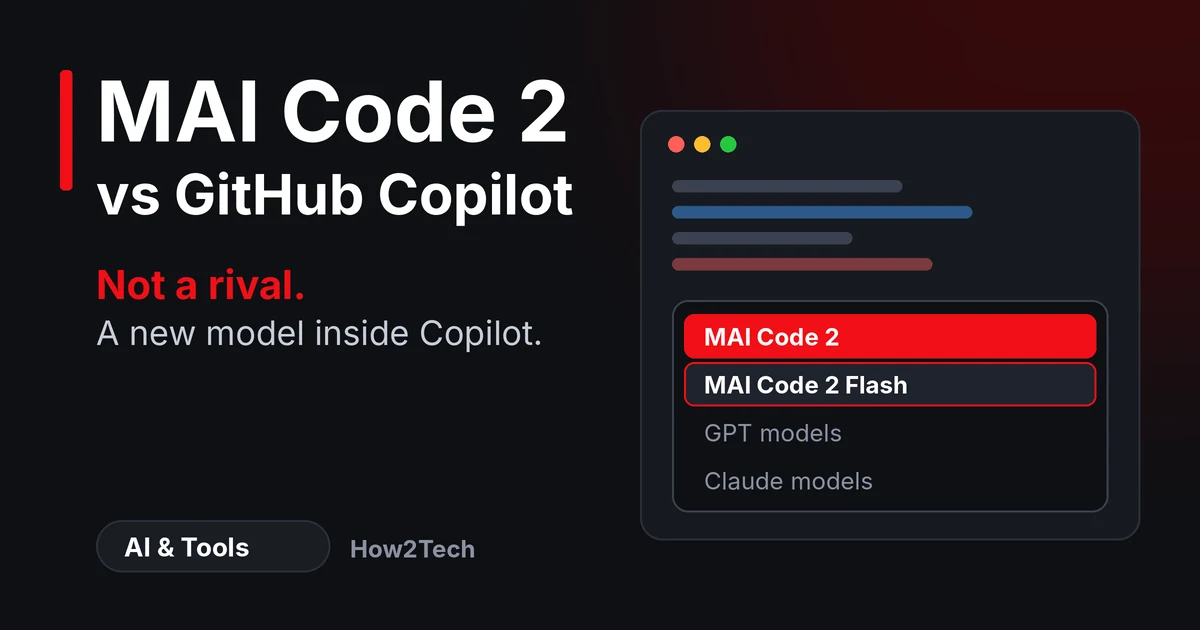 MAI Code 2
vs GitHub Copilot
Not a rival.
A new model inside Copilot.
AI & Tools
How2Tech
MAI Code 2
MAI Code 2 Flash
GPT models
Claude models